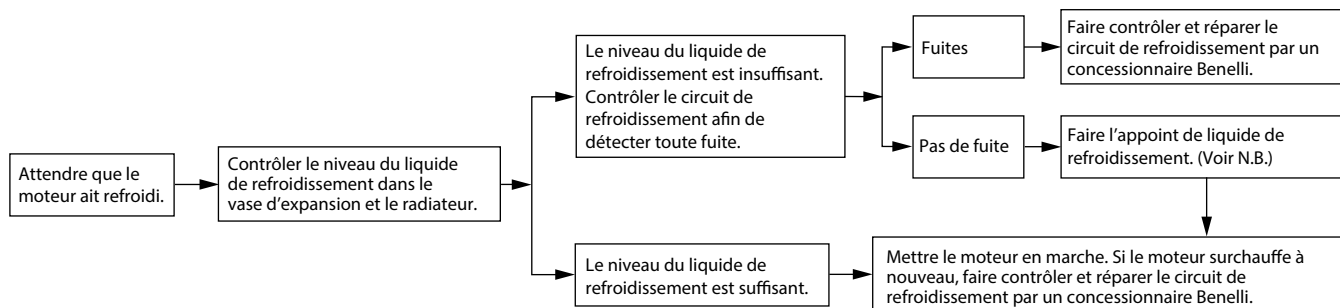 Attendre que le
moteur ait refroidi.
Contrôler le niveau du liquide
de refroidissement dans le
vase d'expansion et le radiateur.
Le niveau du liquide de
refroidissement est insuffisant.
Contrôler le circuit de
refroidissement afin de
détecter toute fuite.
Fuites
Faire contrôler et réparer le
circuit de refroidissement par un
concessionnaire Benelli.
Pas de fuite
Faire l'appoint de liquide de
refroidissement. (Voir N.B.)
Le niveau du liquide de
refroidissement est suffisant.
Mettre le moteur en marche. Si le moteur surchauffe à
nouveau, faire contrôler et réparer le circuit de
refroidissement par un concessionnaire Benelli.